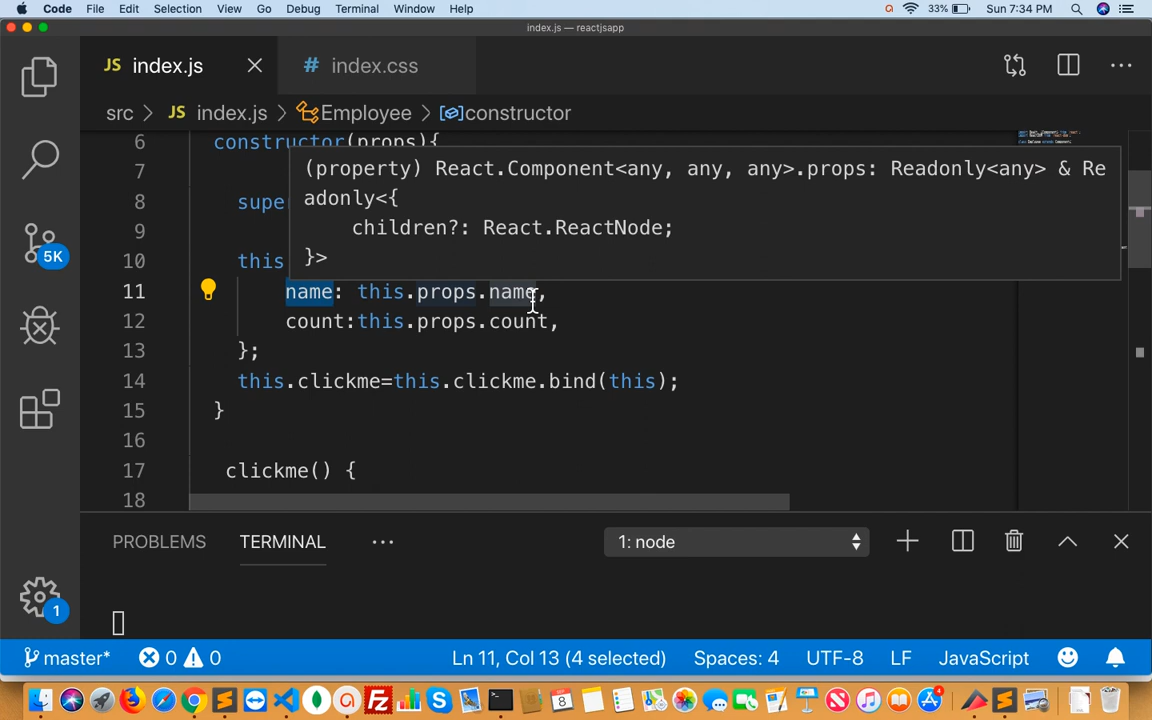 Code File Edit Selection View Go Debug Terminal Window Help 33% Sun 7:34 PM
index.js — reactjsapp
JS index.js # index.css
src > JS index.js > Employee > constructor
6 constructor(props){
(property) React.Component<any, any, any>.props: Readonly<any> & Re
adonly<{
children?: React.ReactNode;
}>
7
8 supe
9
10 this
11 name: this.props.name,
12 count:this.props.count,
13 };
14 this.clickme=this.clickme.bind(this);
15 }
16
17 clickme() {
18
5K
1
PROBLEMS TERMINAL ··· 1: node
master* 0 0 Ln 11, Col 13 (4 selected) Spaces: 4 UTF-8 LF JavaScript